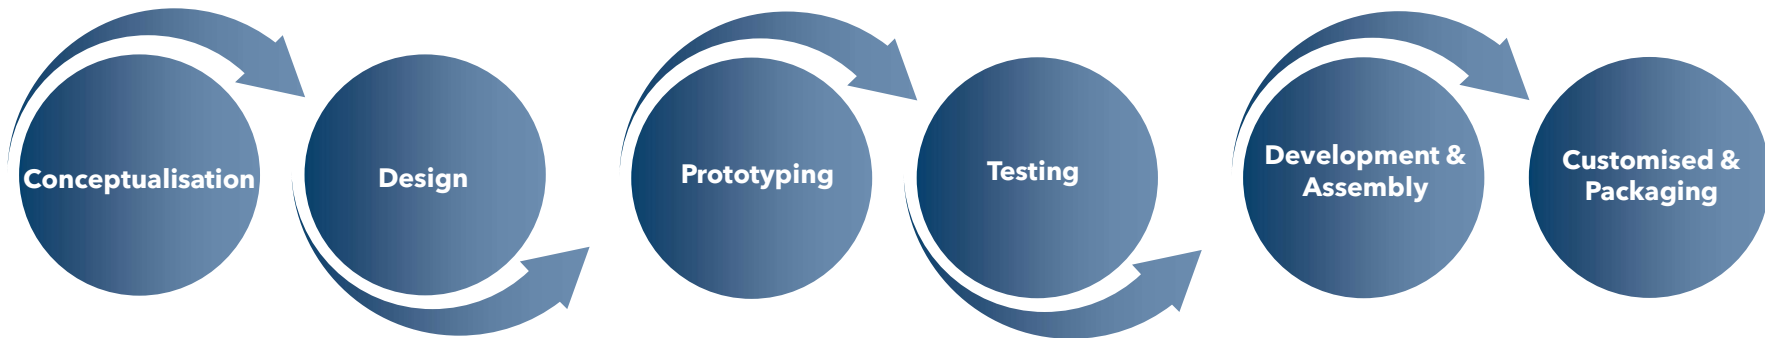 Conceptualisation
Design
Prototyping
Testing
Development &
Assembly
Customised &
Packaging